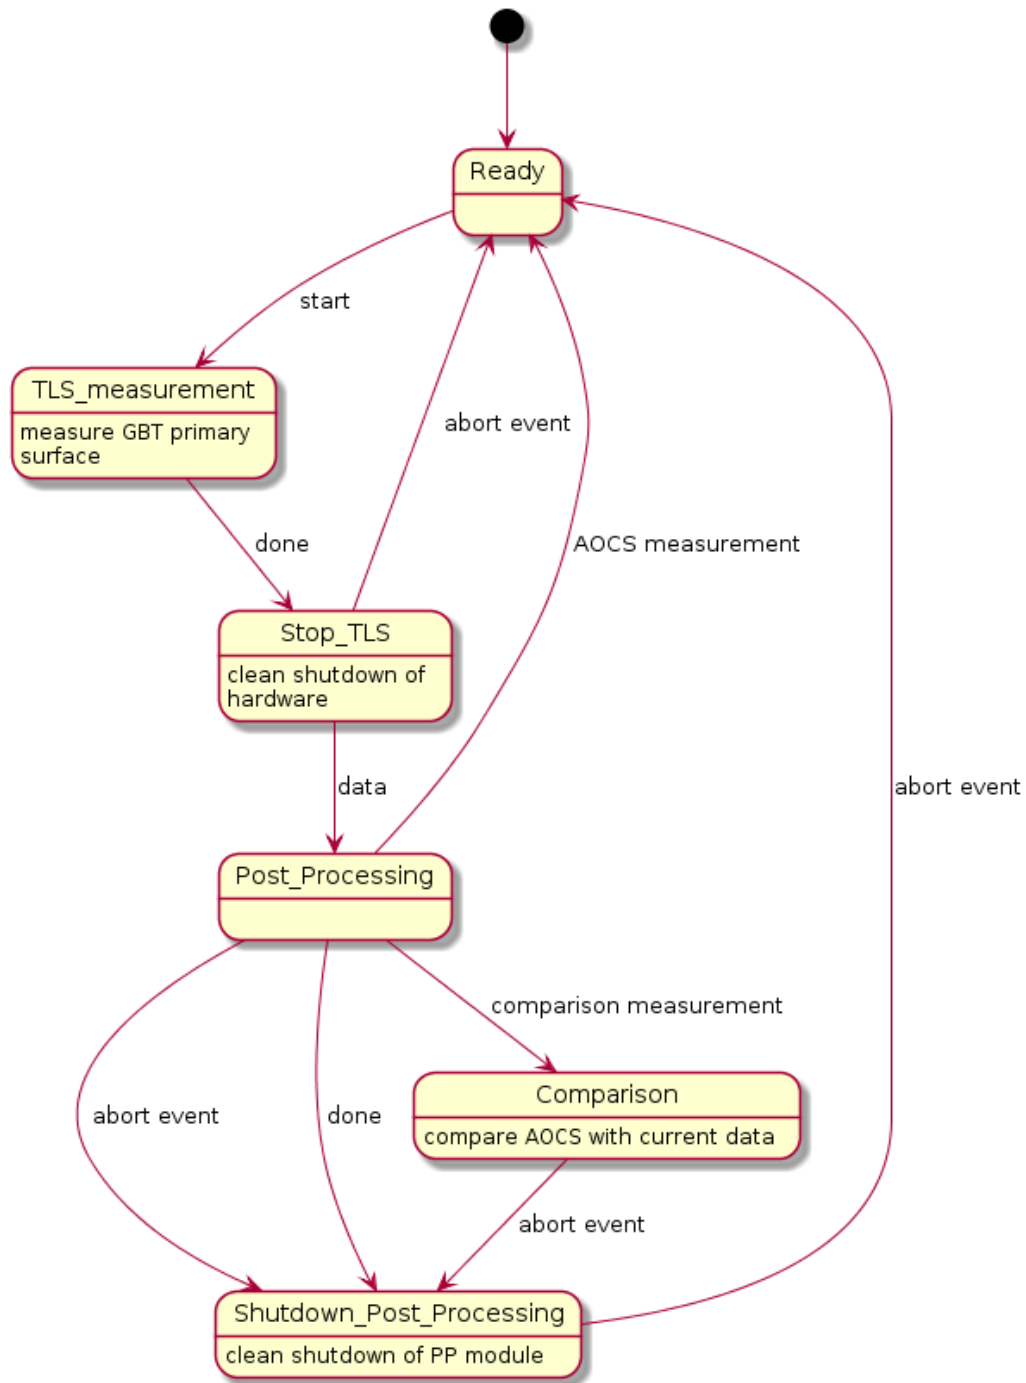 Ready
start
TLS_measurement
measure GBT primary
surface
abort event
done
AOCS measurement
Stop_TLS
clean shutdown of
hardware
data
abort event
Post_Processing
comparison measurement
Comparison
compare AOCS with current data
abort event
done
abort event
Shutdown_Post_Processing
clean shutdown of PP module